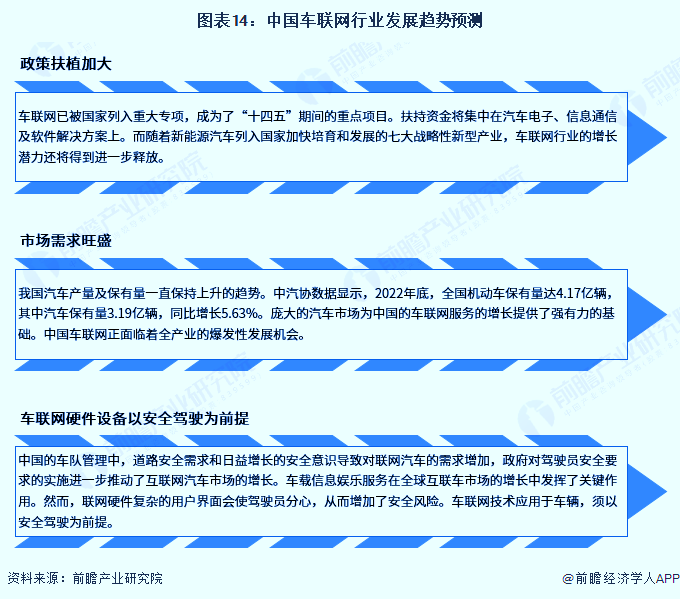 图表14：中国车联网行业发展趋势预测
政策扶植加大
车联网已被国家列入重大专项，成为了“十四五”期间的重点项目。扶持资金将集中在汽车电子、信息通信
及软件解决方案上。而随着新能源汽车列入国家加快培育和发展的七大战略性新型产业，车联网行业的增长
潜力还将得到进一步释放。
市场需求旺盛
我国汽车产量及保有量一直保持上升的趋势。中汽协数据显示，2022年底，全国机动车保有量达4.17亿辆，
其中汽车保有量3.19亿辆，同比增长5.63%。庞大的汽车市场为中国的车联网服务的增长提供了强有力的基
础。中国车联网正面临着全产业的爆发性发展机会。
车联网硬件设备以安全驾驶为前提
中国的车队管理中，道路安全需求和日益增长的安全意识导致对联网汽车的需求增加，政府对驾驶员安全要
求的实施进一步推动了互联网汽车市场的增长。车载信息娱乐服务在全球互联车市场的增长中发挥了关键作
用。然而，联网硬件复杂的用户界面会使驾驶员分心，从而增加了安全风险。车联网技术应用于车辆，须以
安全驾驶为前提。
资料来源：前瞻产业研究院
@前瞻经济学人APP
前瞻产业研究院